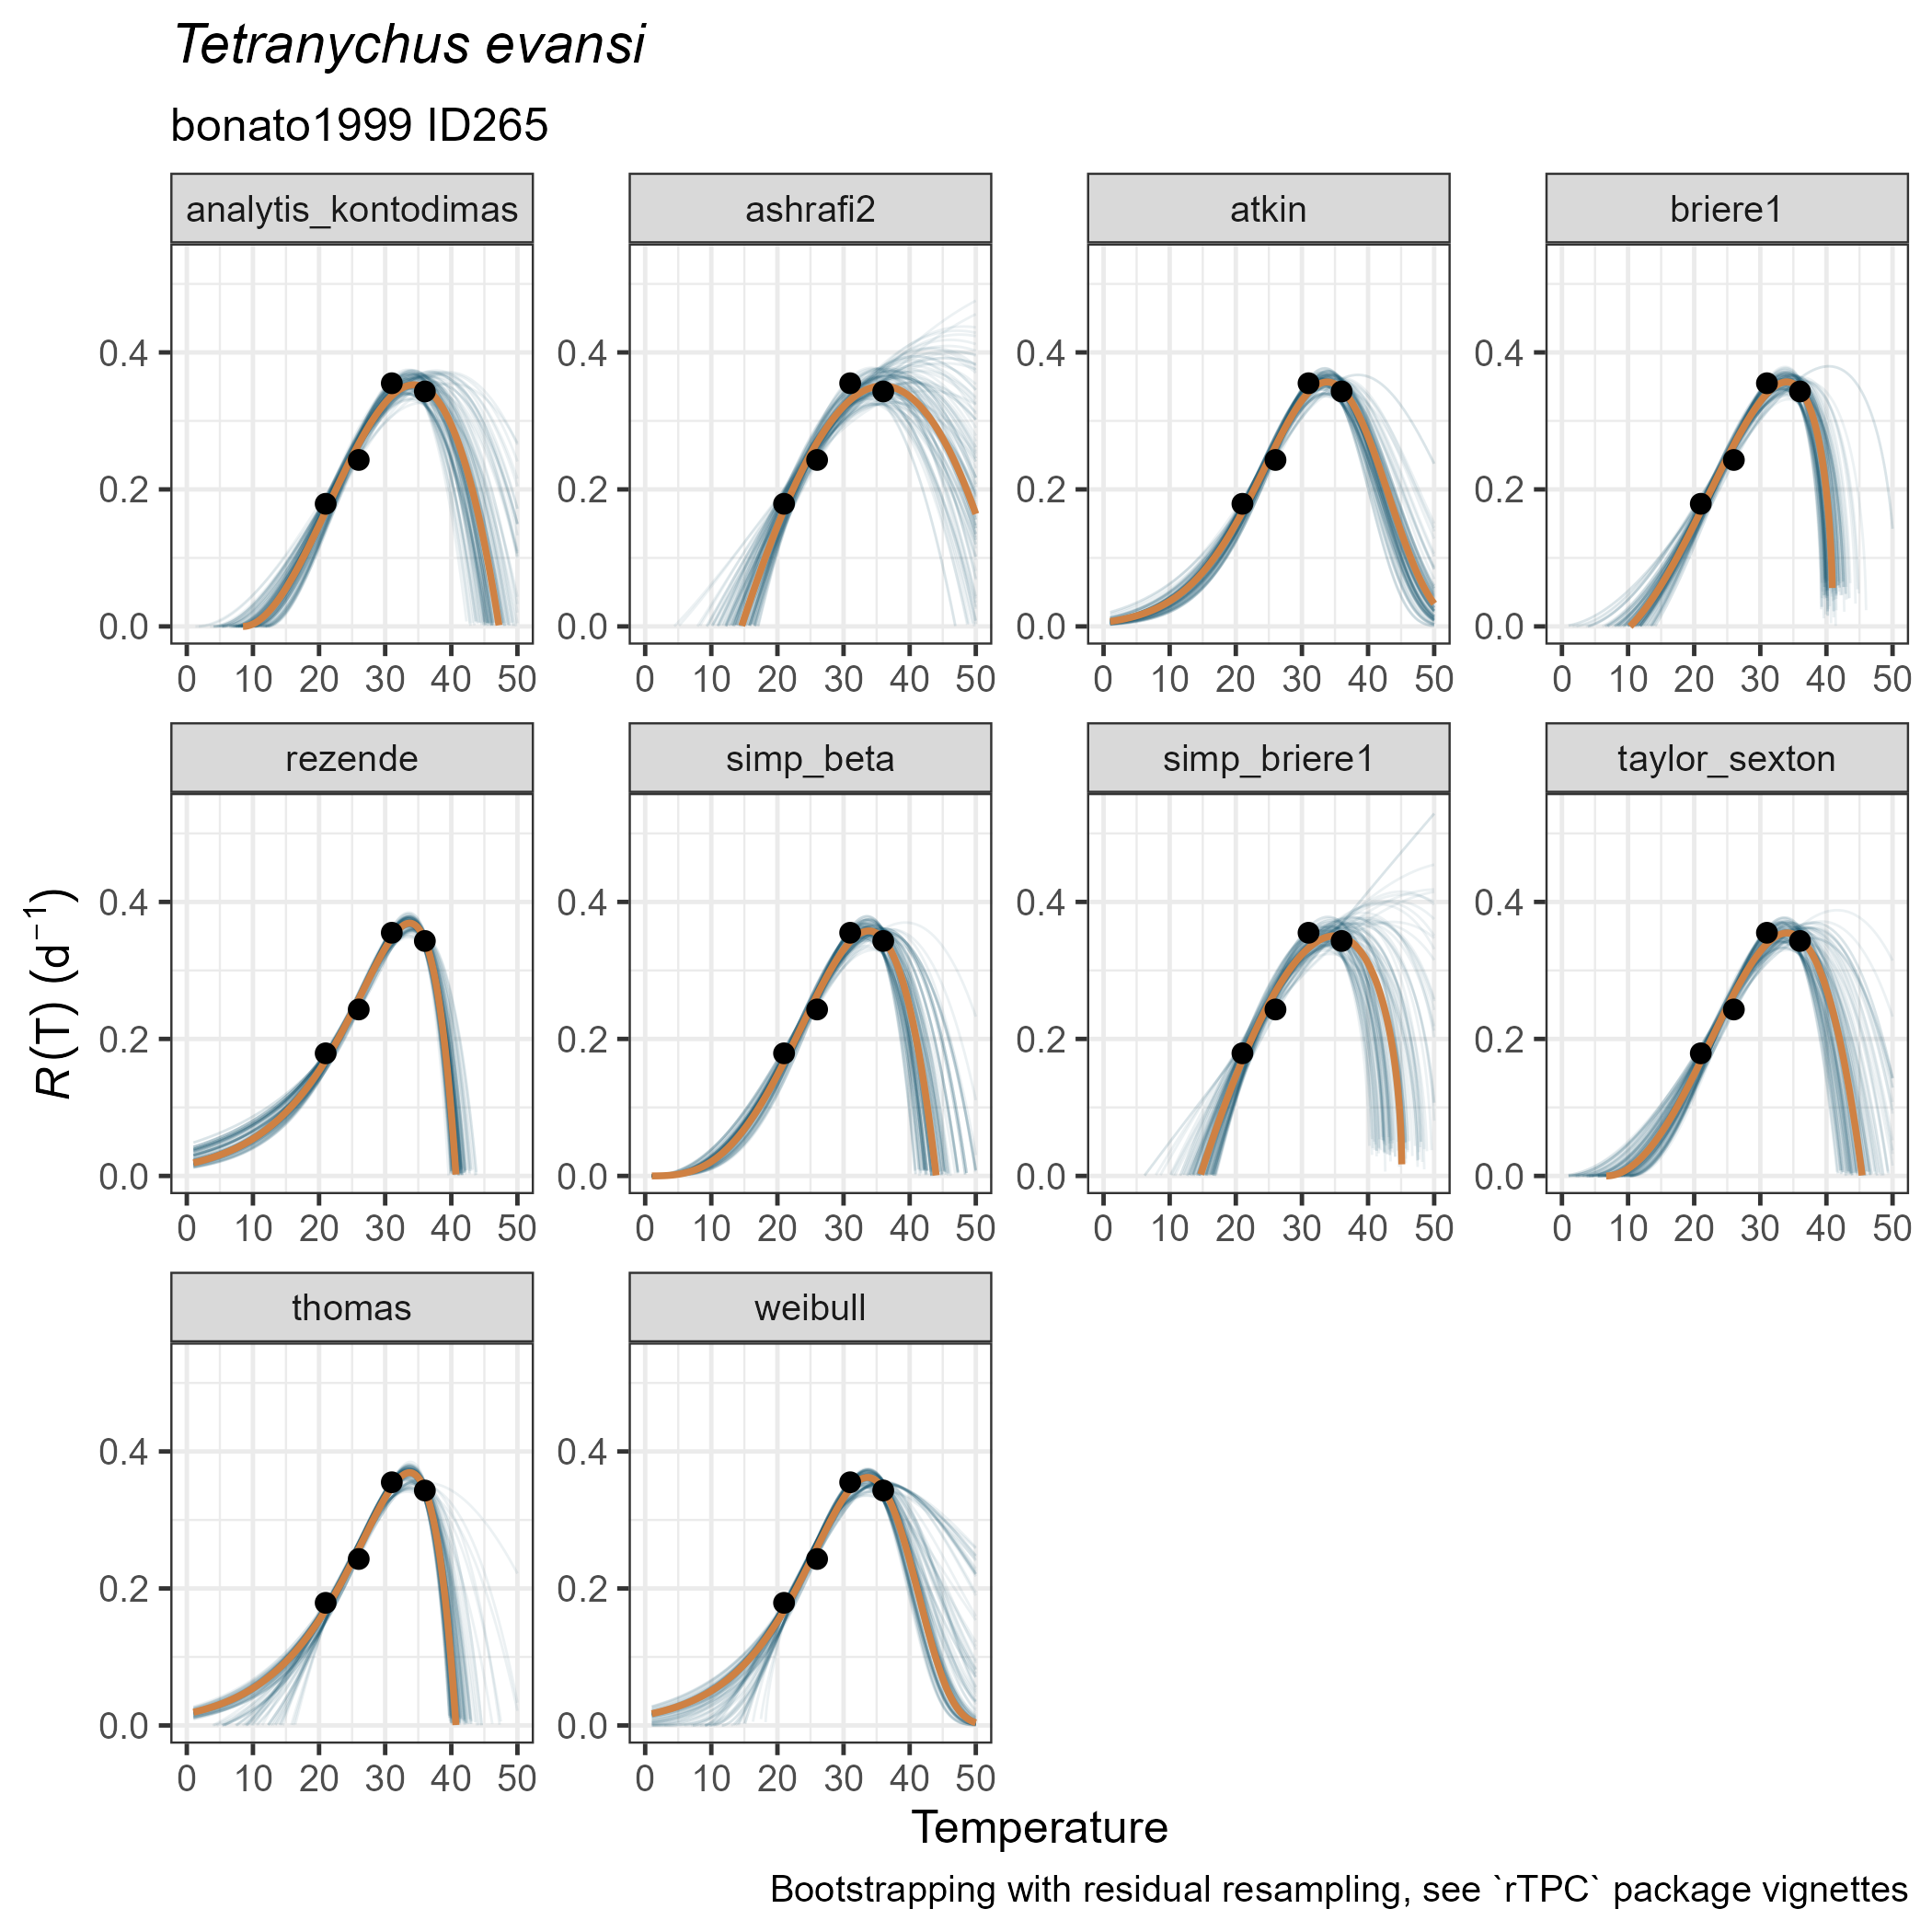 Tetranychus evansi
bonato1999 ID265
analytis_kontodimas ashrafi2 atkin briere1
0.4 0.4 0.4 0.4
0.2 0.2 0.2 0.2
0.0 0.0 0.0 0.0
0 10 20 30 40 50 0 10 20 30 40 50 0 10 20 30 40 50 0 10 20 30 40 50
rezende simp_beta simp_briere1 taylor_sexton
R(T) (d⁻¹)
0.4 0.4 0.4 0.4
0.2 0.2 0.2 0.2
0.0 0.0 0.0 0.0
0 10 20 30 40 50 0 10 20 30 40 50 0 10 20 30 40 50 0 10 20 30 40 50
thomas weibull
0.4 0.4
0.2 0.2
0.0 0.0
0 10 20 30 40 50 0 10 20 30 40 50
Temperature
Bootstrapping with residual resampling, see `rTPC` package vignettes